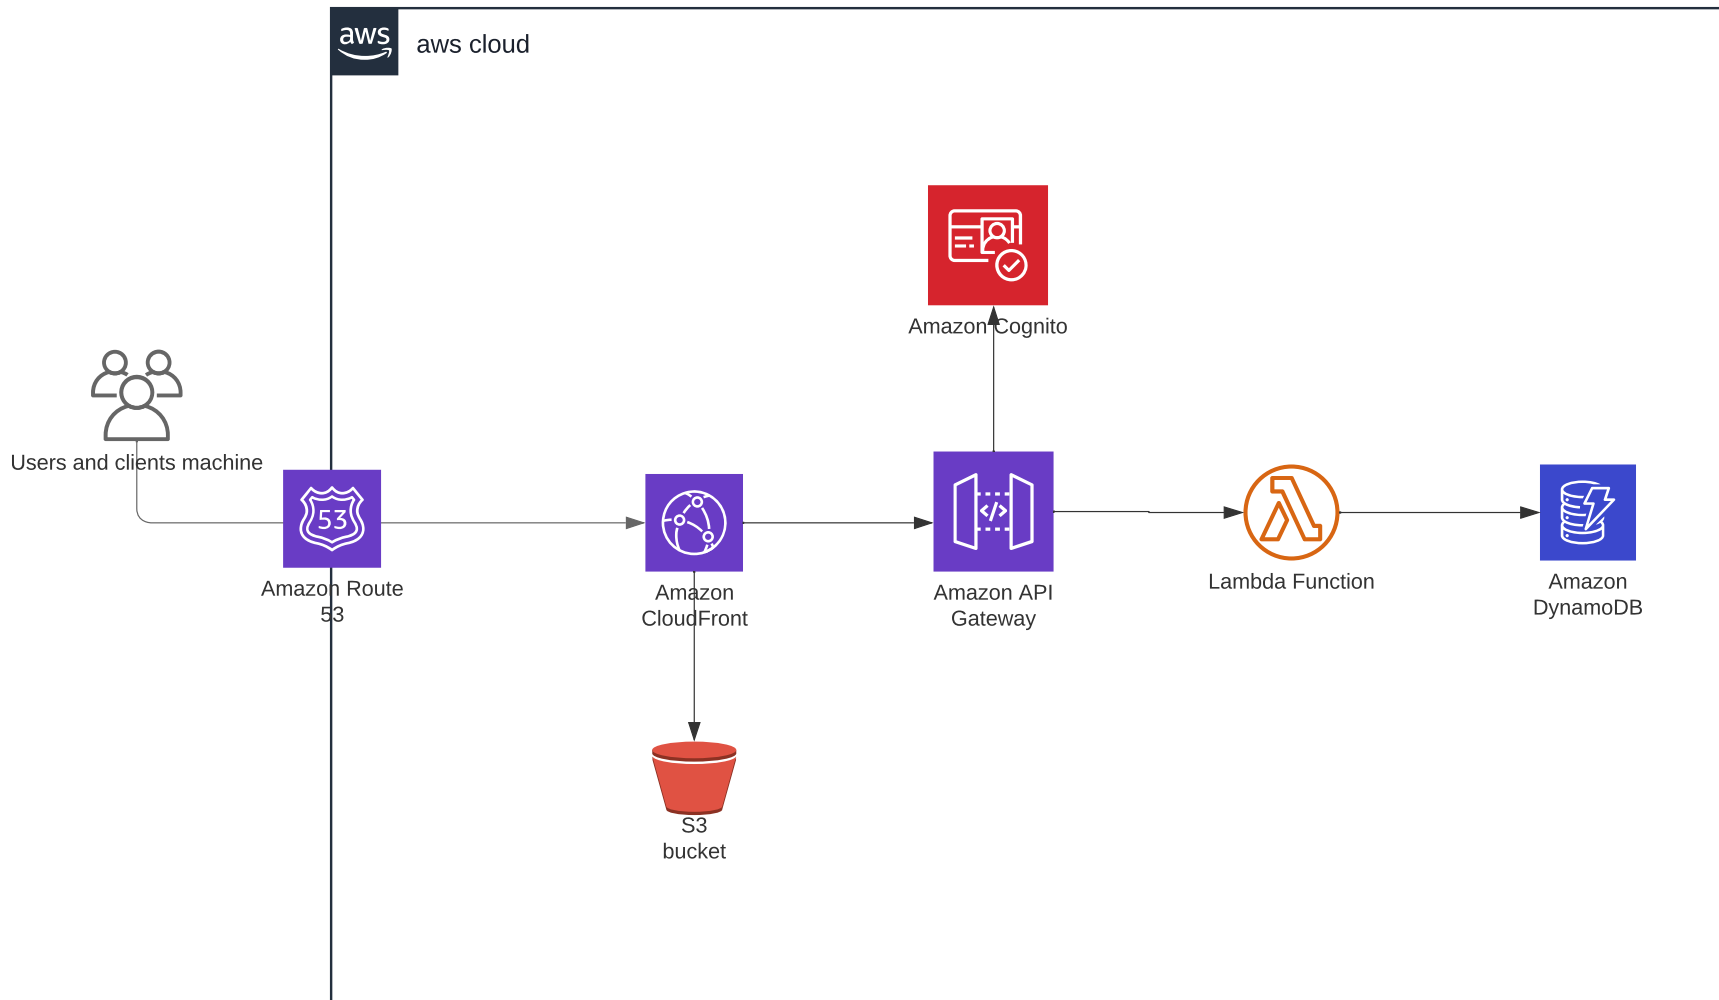 aws
aws cloud
Amazon Cognito
Users and clients machine
53
Amazon Route
53
Amazon
CloudFront
</>
Amazon API
Gateway
Lambda Function
Amazon
DynamoDB
S3
bucket